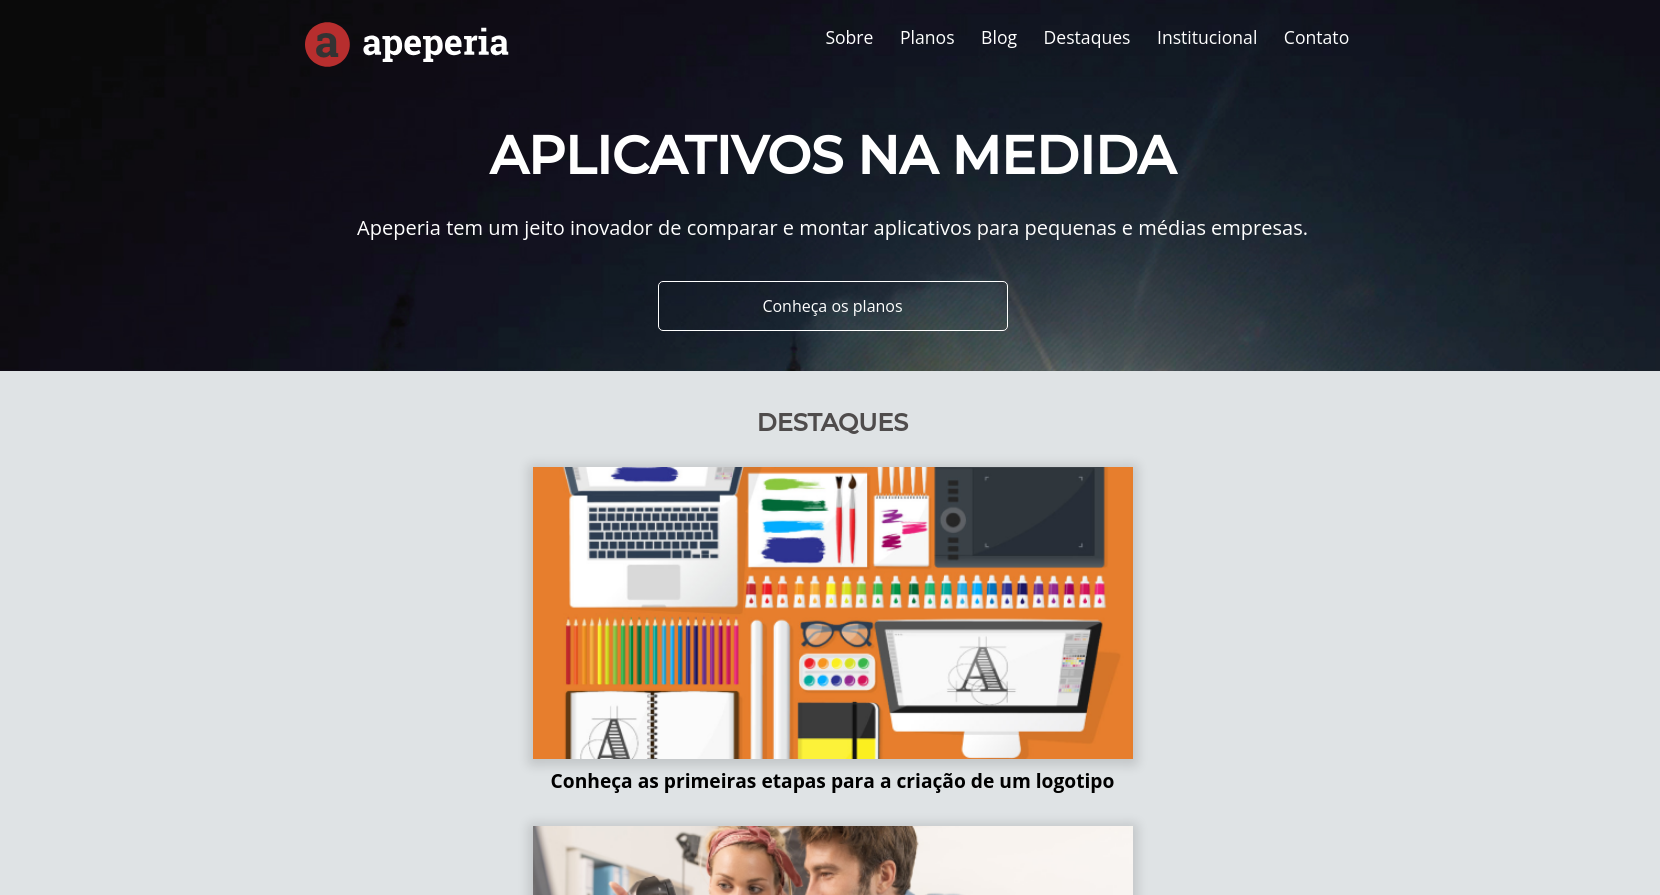 a apeperia
Sobre Planos Blog Destaques Institucional Contato
APLICATIVOS NA MEDIDA
Apeperia tem um jeito inovador de comparar e montar aplicativos para pequenas e médias empresas.
Conheça os planos
DESTAQUES
A
A
Conheça as primeiras etapas para a criação de um logotipo